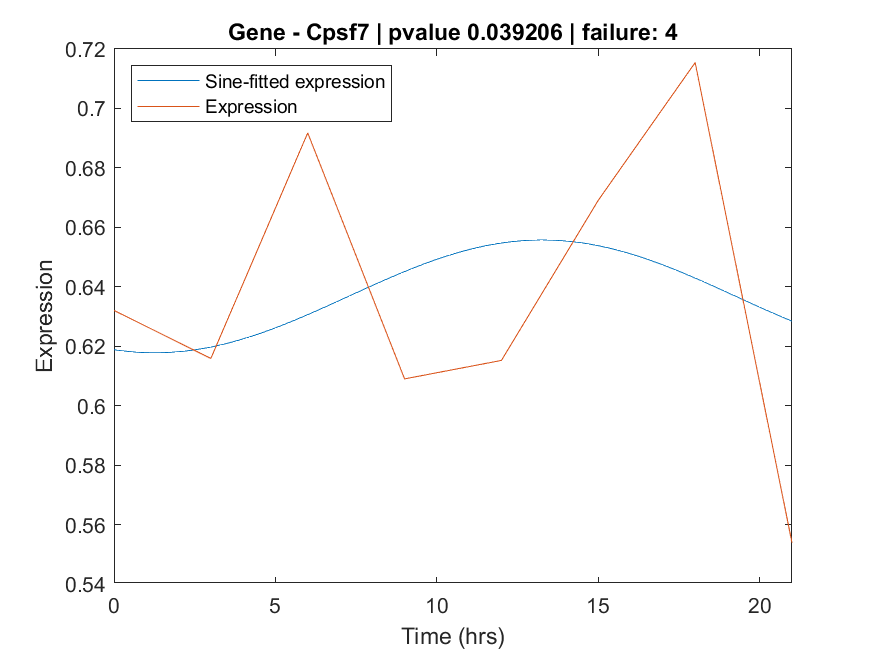 Gene - Cpsf7 | pvalue 0.039206 | failure: 4
Sine-fitted expression
Expression
0.72
0.7
0.68
0.66
0.64
0.62
0.6
0.58
0.56
0.54
Expression
0 5 10 15 20
Time (hrs)